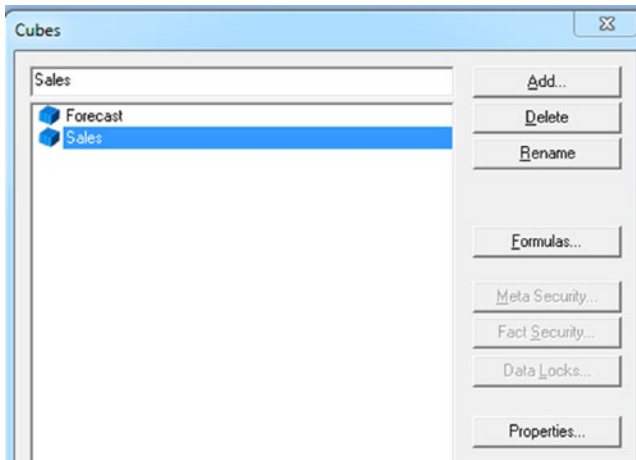 Cubes
Sales
Add...
Forecast
Delete
Sales
Rename
Formulas...
Meta Security...
Fact Security...
Data Locks...
Properties...